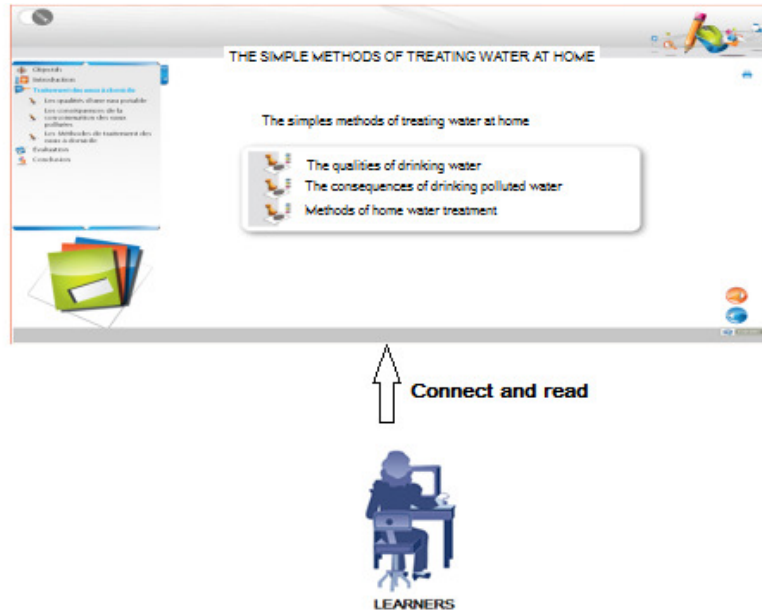 THE SIMPLE METHODS OF TREATING WATER AT HOME
Objectifs
Introduction
Traitement des eaux à domicile
Les qualités d'une eau potable
Les conséquences de la
consommation des eaux
polluées
Les Méthodes de traitement des
eaux à domicile
Évaluation
Conclusion
The simples methods of treating water at home
The qualities of drinking water
The consequences of drinking polluted water
Methods of home water treatment
Connect and read
LEARNERS